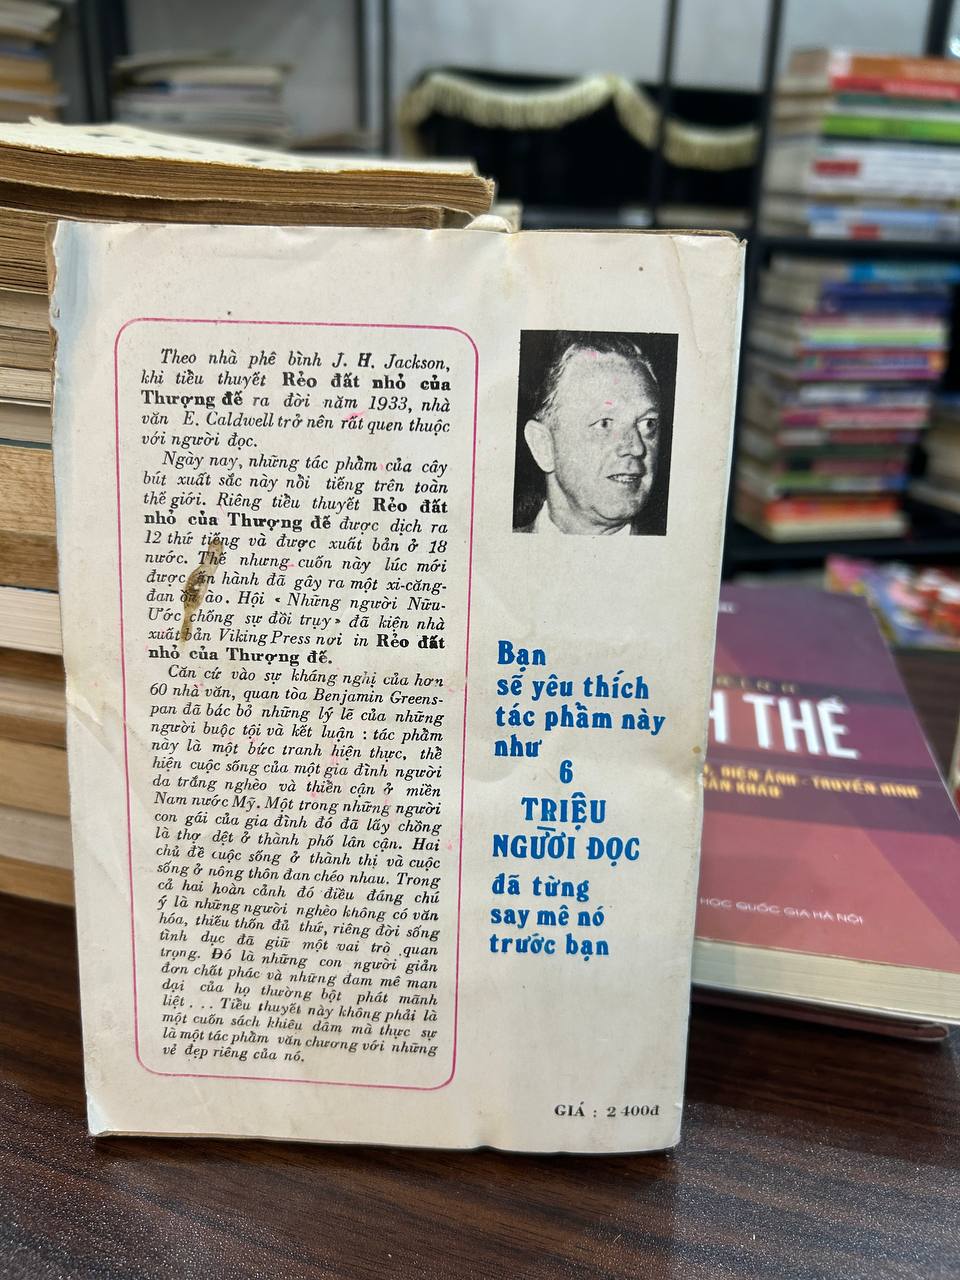 Theo nhà phê bình J. H. Jackson,
khi tiểu thuyết Rẻo đất nhỏ của
Thượng đế ra đời năm 1933, nhà
văn E. Caldwell trở nên rất quen thuộc
với người đọc.
Ngày nay, những tác phẩm của cây
bút xuất sắc này nổi tiếng trên toàn
thế giới. Riêng tiểu thuyết Rẻo đất
nhỏ của Thượng đế được dịch ra
12 thứ tiếng và được xuất bản ở 18
nước. Thế nhưng cuốn này lúc mới
được ấn hành đã gây ra một xi-căng-
đan ồn ào. Hội « Những người Nữu-
Ước chống sự đồi trụy » đã kiện nhà
xuất bản Viking Press nơi in Rẻo đất
nhỏ của Thượng đế.
Căn cứ vào sự kháng nghị của hơn
60 nhà văn, quan tòa Benjamin Greens-
pan đã bác bỏ những lý lẽ của những
người buộc tội và kết luận : tác phẩm
này là một bức tranh hiện thực, thể
hiện cuộc sống của một gia đình người
da trắng nghèo và thiển cận ở miền
Nam nước Mỹ. Một trong những người
con gái của gia đình đó đã lấy chồng
là thợ dệt ở thành phố lân cận. Hai
chủ đề cuộc sống ở thành thị và cuộc
sống ở nông thôn đan chéo nhau. Trong
cả hai hoàn cảnh đó điều đáng chú
ý là những người nghèo không có văn
hóa, thiếu thốn đủ thứ, riêng đời sống
tình dục đã giữ một vai trò quan
trọng. Đó là những con người giản
đơn chất phác và những đam mê man
dại của họ thường bột phát mãnh
liệt . . . Tiểu thuyết này không phải là
một cuốn sách khiêu dâm mà thực sự
là một tác phẩm văn chương với những
vẻ đẹp riêng của nó.
Bạn
sẽ yêu thích
tác phẩm này
như
6
TRIỆU
NGƯỜI ĐỌC
đã từng
say mê nó
trước bạn
GIÁ : 2 400đ
THỂ
ĐIỆN ẢNH - TRUYỀN HÌNH
SÂN KHẤU
HỌC QUỐC GIA HÀ NỘI